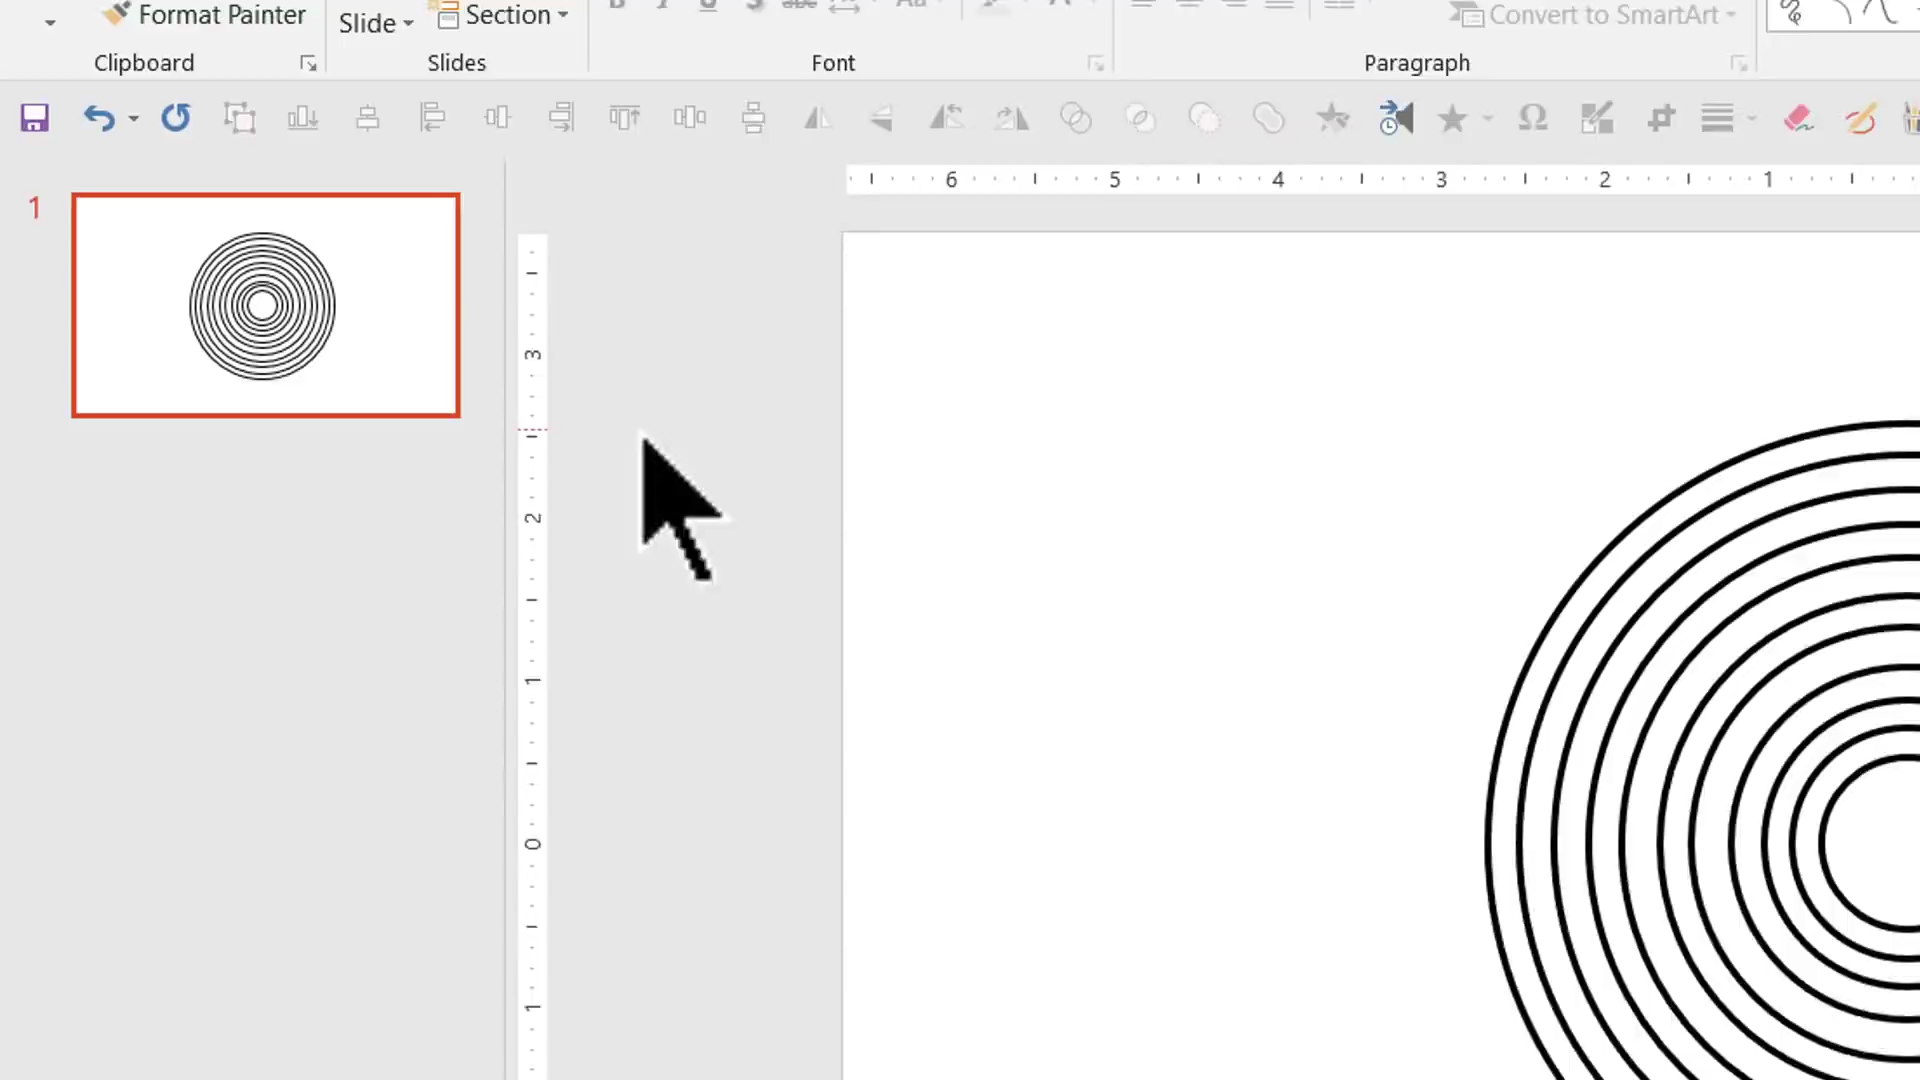 Format Painter
Slide
Section
Convert to SmartArt
Clipboard
Slides
Font
Paragraph
6 5 4 3 2 1
1
3
2
1
0
1